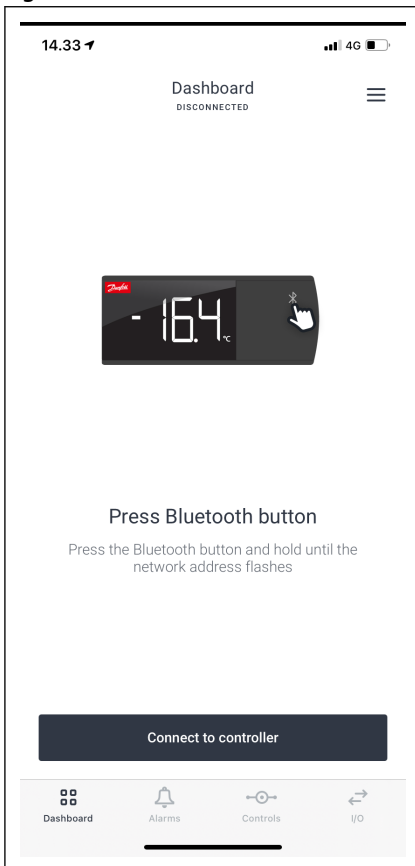 14.33
4G
Dashboard
DISCONNECTED
Danfoss
-16.4 °C
Press Bluetooth button
Press the Bluetooth button and hold until the
network address flashes
Connect to controller
Dashboard Alarms Controls I/O